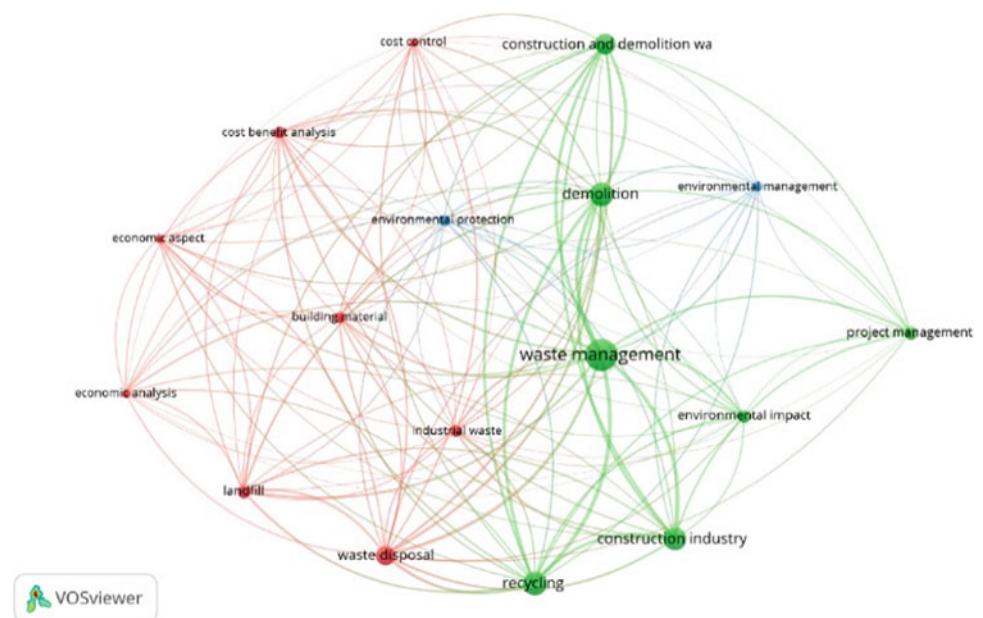 cost control
construction and demolition wa
cost benefit analysis
demolition
environmental management
environmental protection
economic aspect
building material
project management
waste management
economic analysis
environmental impact
industrial waste
landfill
construction industry
waste disposal
recycling
VOSviewer